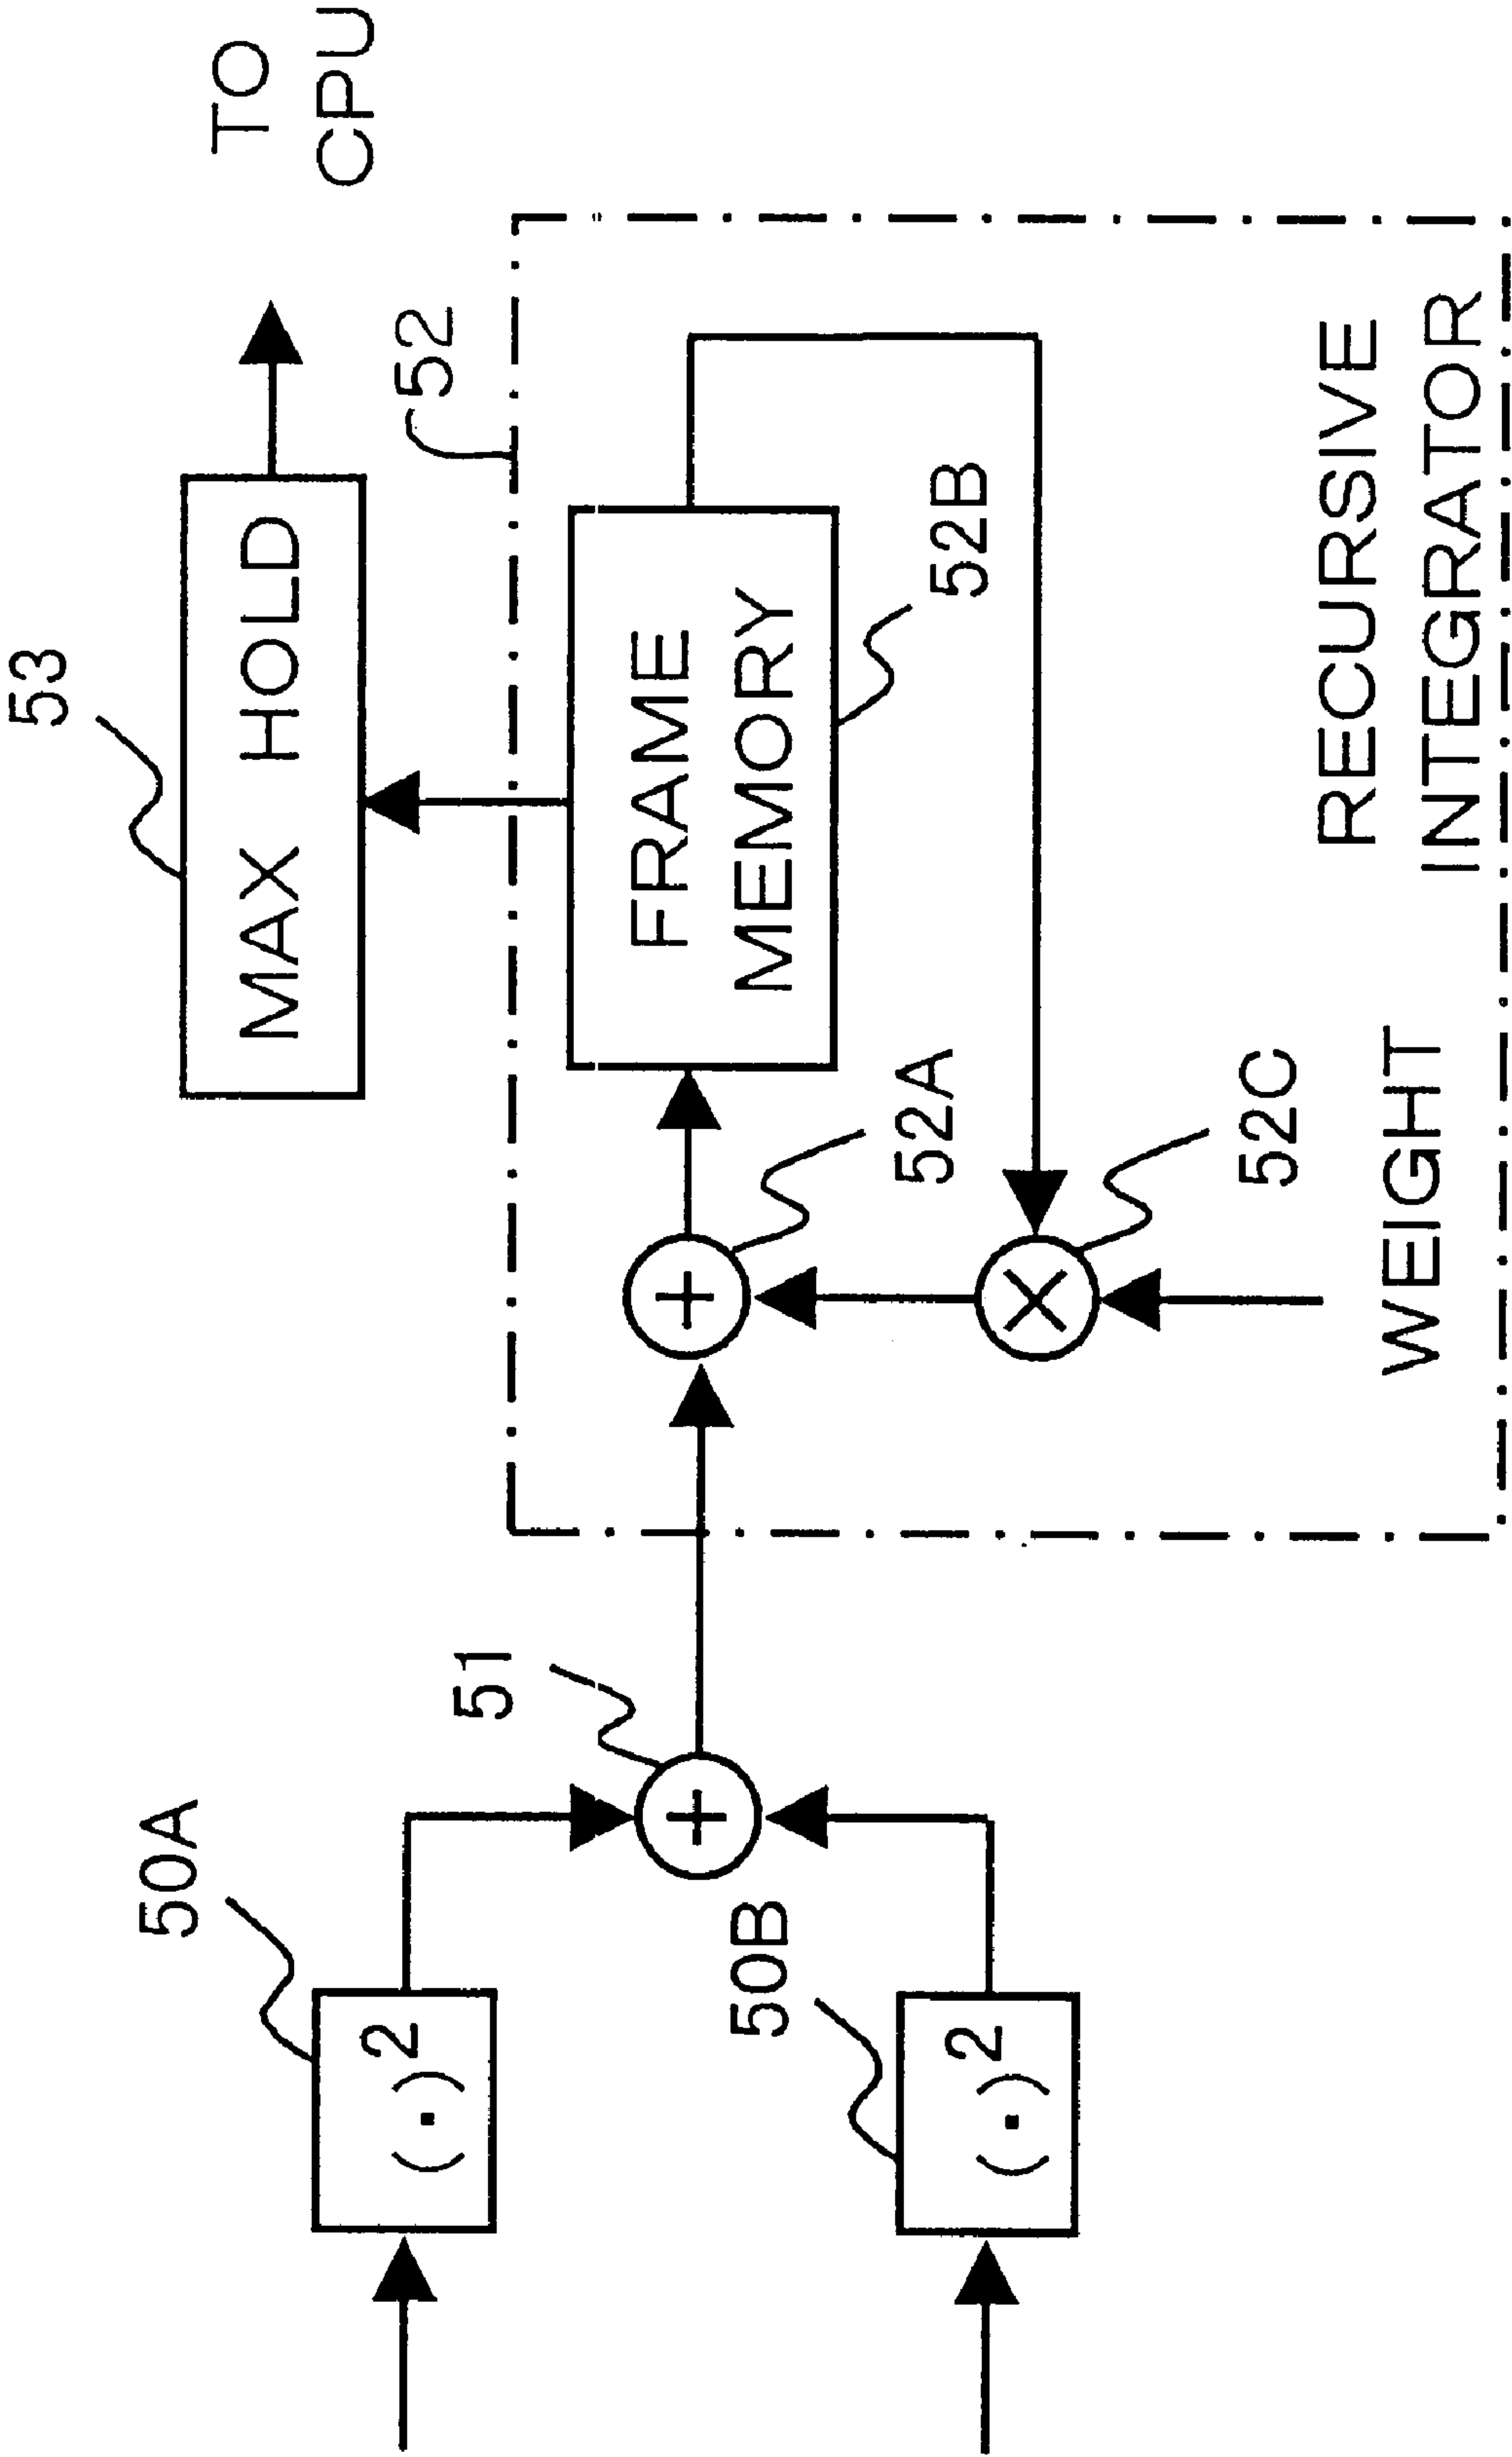 53
MAX HOLD
TO
CPU
52
50A
(·)²
51
FRAME
MEMORY
52B
52A
50B
(·)²
52C
WEIGHT
RECURSIVE
INTEGRATOR
+
+
×